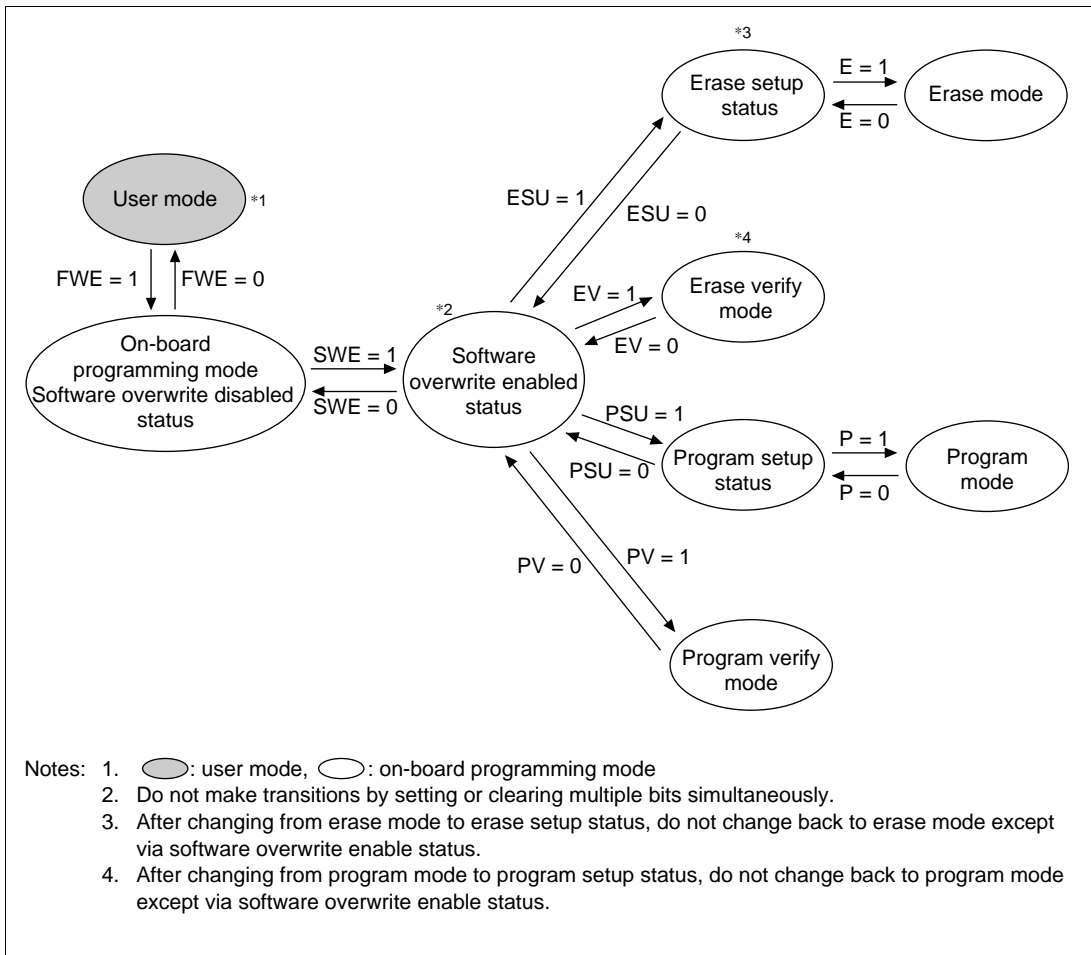 *3
Erase setup
status
E = 1
E = 0
Erase mode
User mode
*1
ESU = 1
ESU = 0
FWE = 1
FWE = 0
*4
Erase verify
mode
EV = 1
EV = 0
*2
On-board
programming mode
Software overwrite disabled
status
SWE = 1
SWE = 0
Software
overwrite enabled
status
PSU = 1
PSU = 0
Program setup
status
P = 1
P = 0
Program
mode
PV = 0
PV = 1
Program verify
mode
Notes: 1. : user mode, : on-board programming mode
2. Do not make transitions by setting or clearing multiple bits simultaneously.
3. After changing from erase mode to erase setup status, do not change back to erase mode except
via software overwrite enable status.
4. After changing from program mode to program setup status, do not change back to program mode
except via software overwrite enable status.